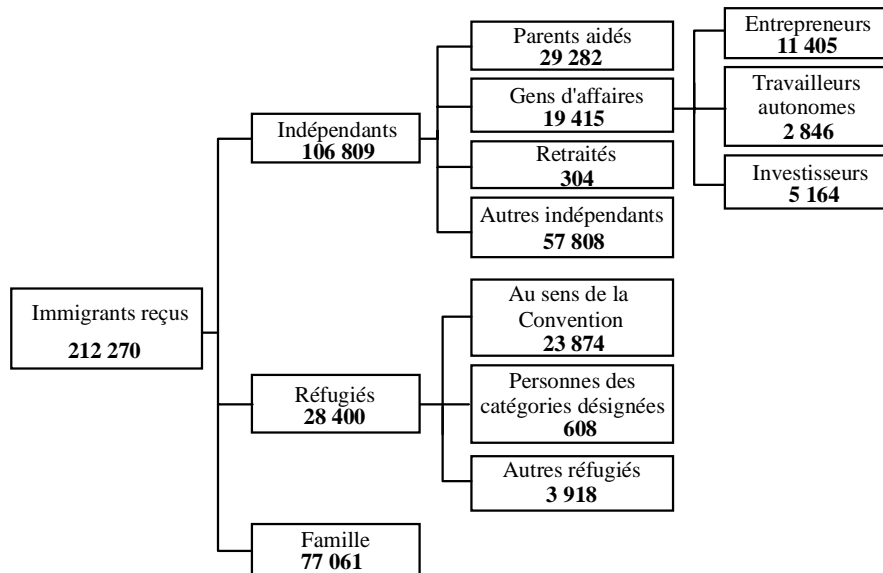 Immigrants reçus
212 270
Indépendants
106 809
Parents aidés
29 282
Gens d'affaires
19 415
Entrepreneurs
11 405
Travailleurs
autonomes
2 846
Investisseurs
5 164
Retraités
304
Autres indépendants
57 808
Réfugiés
28 400
Au sens de la
Convention
23 874
Personnes des
catégories désignées
608
Autres réfugiés
3 918
Famille
77 061